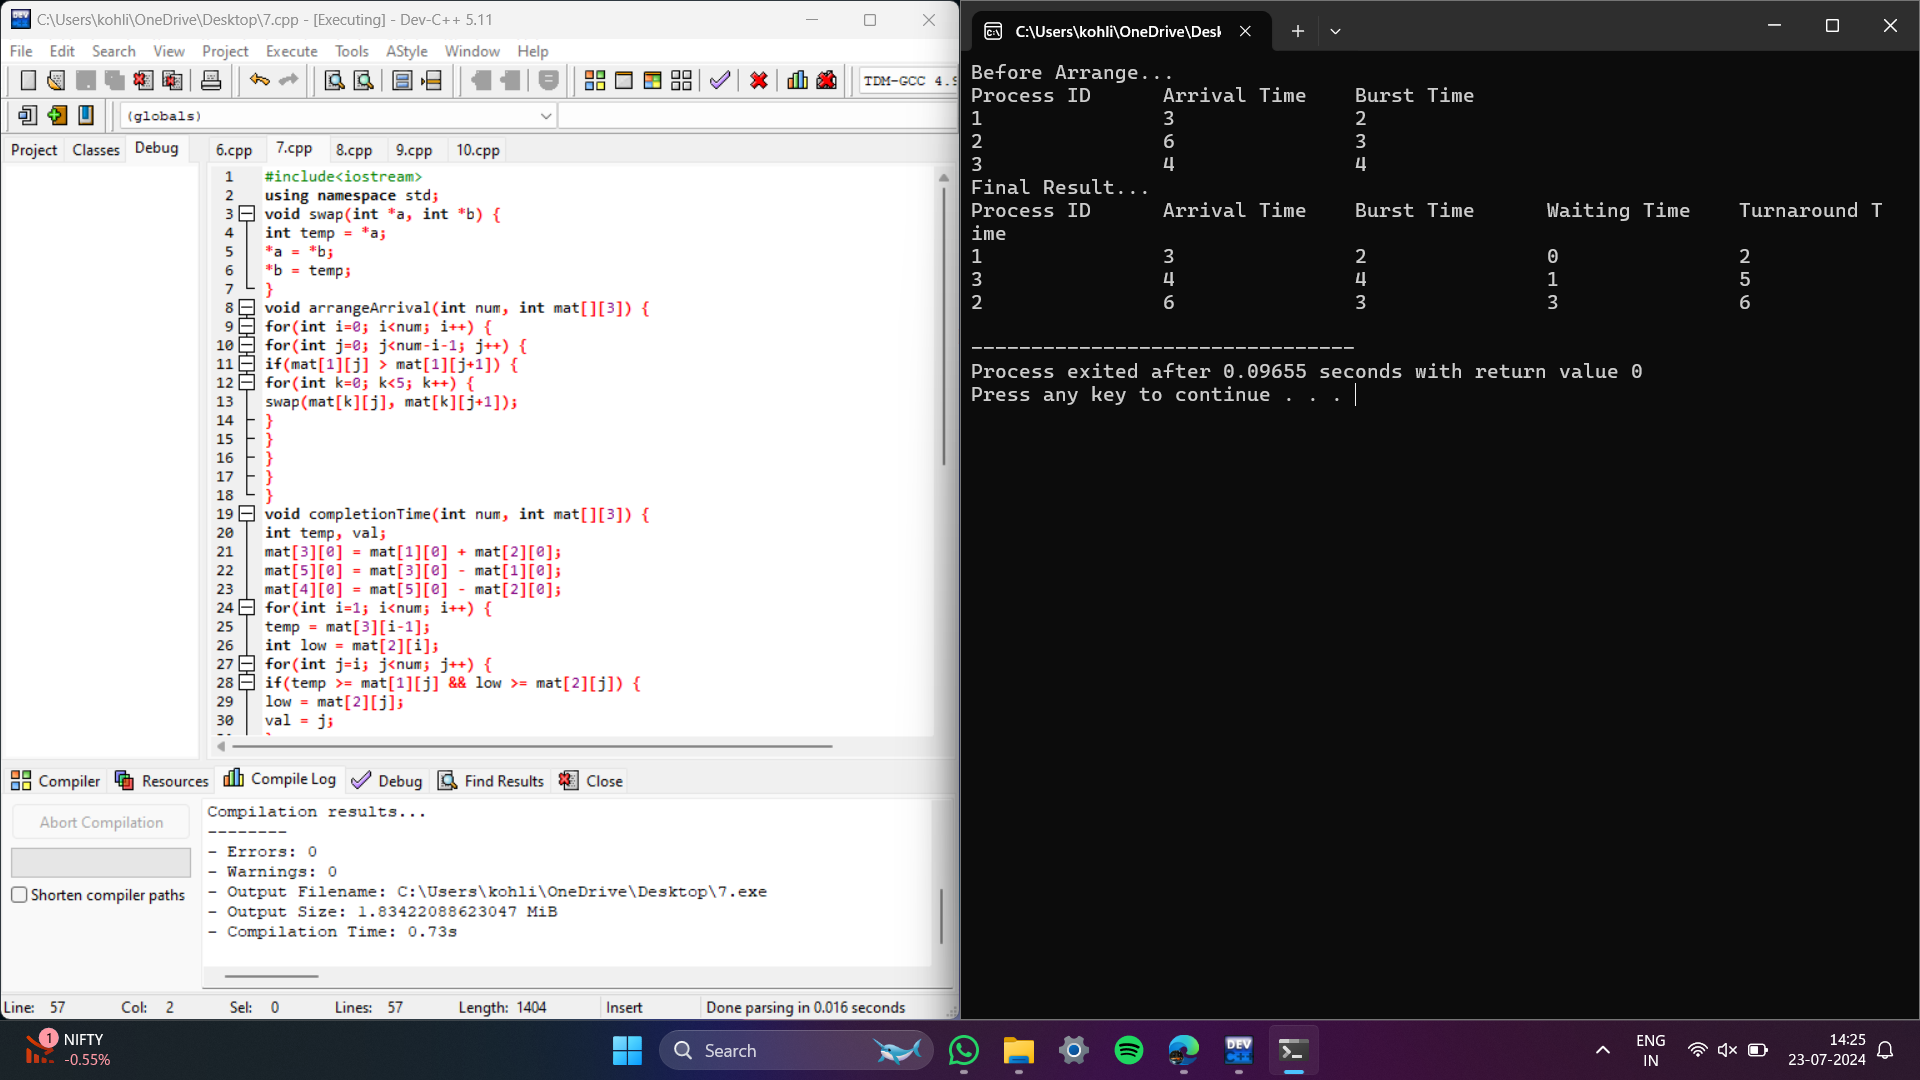 C:\Users\kohli\OneDrive\Desktop\7.cpp - [Executing] - Dev-C++ 5.11
File Edit Search View Project Execute Tools AStyle Window Help
TDM-GCC 4.9
(globals)
Project Classes Debug
6.cpp 7.cpp 8.cpp 9.cpp 10.cpp
1 #include<iostream>
2 using namespace std;
3 void swap(int *a, int *b) {
4 int temp = *a;
5 *a = *b;
6 *b = temp;
7 }
8 void arrangeArrival(int num, int mat[][3]) {
9 for(int i=0; i<num; i++) {
10 for(int j=0; j<num-i-1; j++) {
11 if(mat[1][j] > mat[1][j+1]) {
12 for(int k=0; k<5; k++) {
13 swap(mat[k][j], mat[k][j+1]);
14 }
15 }
16 }
17 }
18 }
19 void completionTime(int num, int mat[][3]) {
20 int temp, val;
21 mat[3][0] = mat[1][0] + mat[2][0];
22 mat[5][0] = mat[3][0] - mat[1][0];
23 mat[4][0] = mat[5][0] - mat[2][0];
24 for(int i=1; i<num; i++) {
25 temp = mat[3][i-1];
26 int low = mat[2][i];
27 for(int j=i; j<num; j++) {
28 if(temp >= mat[1][j] && low >= mat[2][j]) {
29 low = mat[2][j];
30 val = j;
Compiler Resources Compile Log Debug Find Results Close
Abort Compilation
Shorten compiler paths
Compilation results...
--------
- Errors: 0
- Warnings: 0
- Output Filename: C:\Users\kohli\OneDrive\Desktop\7.exe
- Output Size: 1.83422088623047 MiB
- Compilation Time: 0.73s
Line: 57 Col: 2 Sel: 0 Lines: 57 Length: 1404 Insert Done parsing in 0.016 seconds
C:\Users\kohli\OneDrive\Desk
Before Arrange...
Process ID Arrival Time Burst Time
1 3 2
2 6 3
3 4 4
Final Result...
Process ID Arrival Time Burst Time Waiting Time Turnaround T
ime
1 3 2 0 2
3 4 4 1 5
2 6 3 3 6
--------------------------------
Process exited after 0.09655 seconds with return value 0
Press any key to continue . . .
1 NIFTY
-0.55%
Search
DEV C++
ENG
IN
14:25
23-07-2024